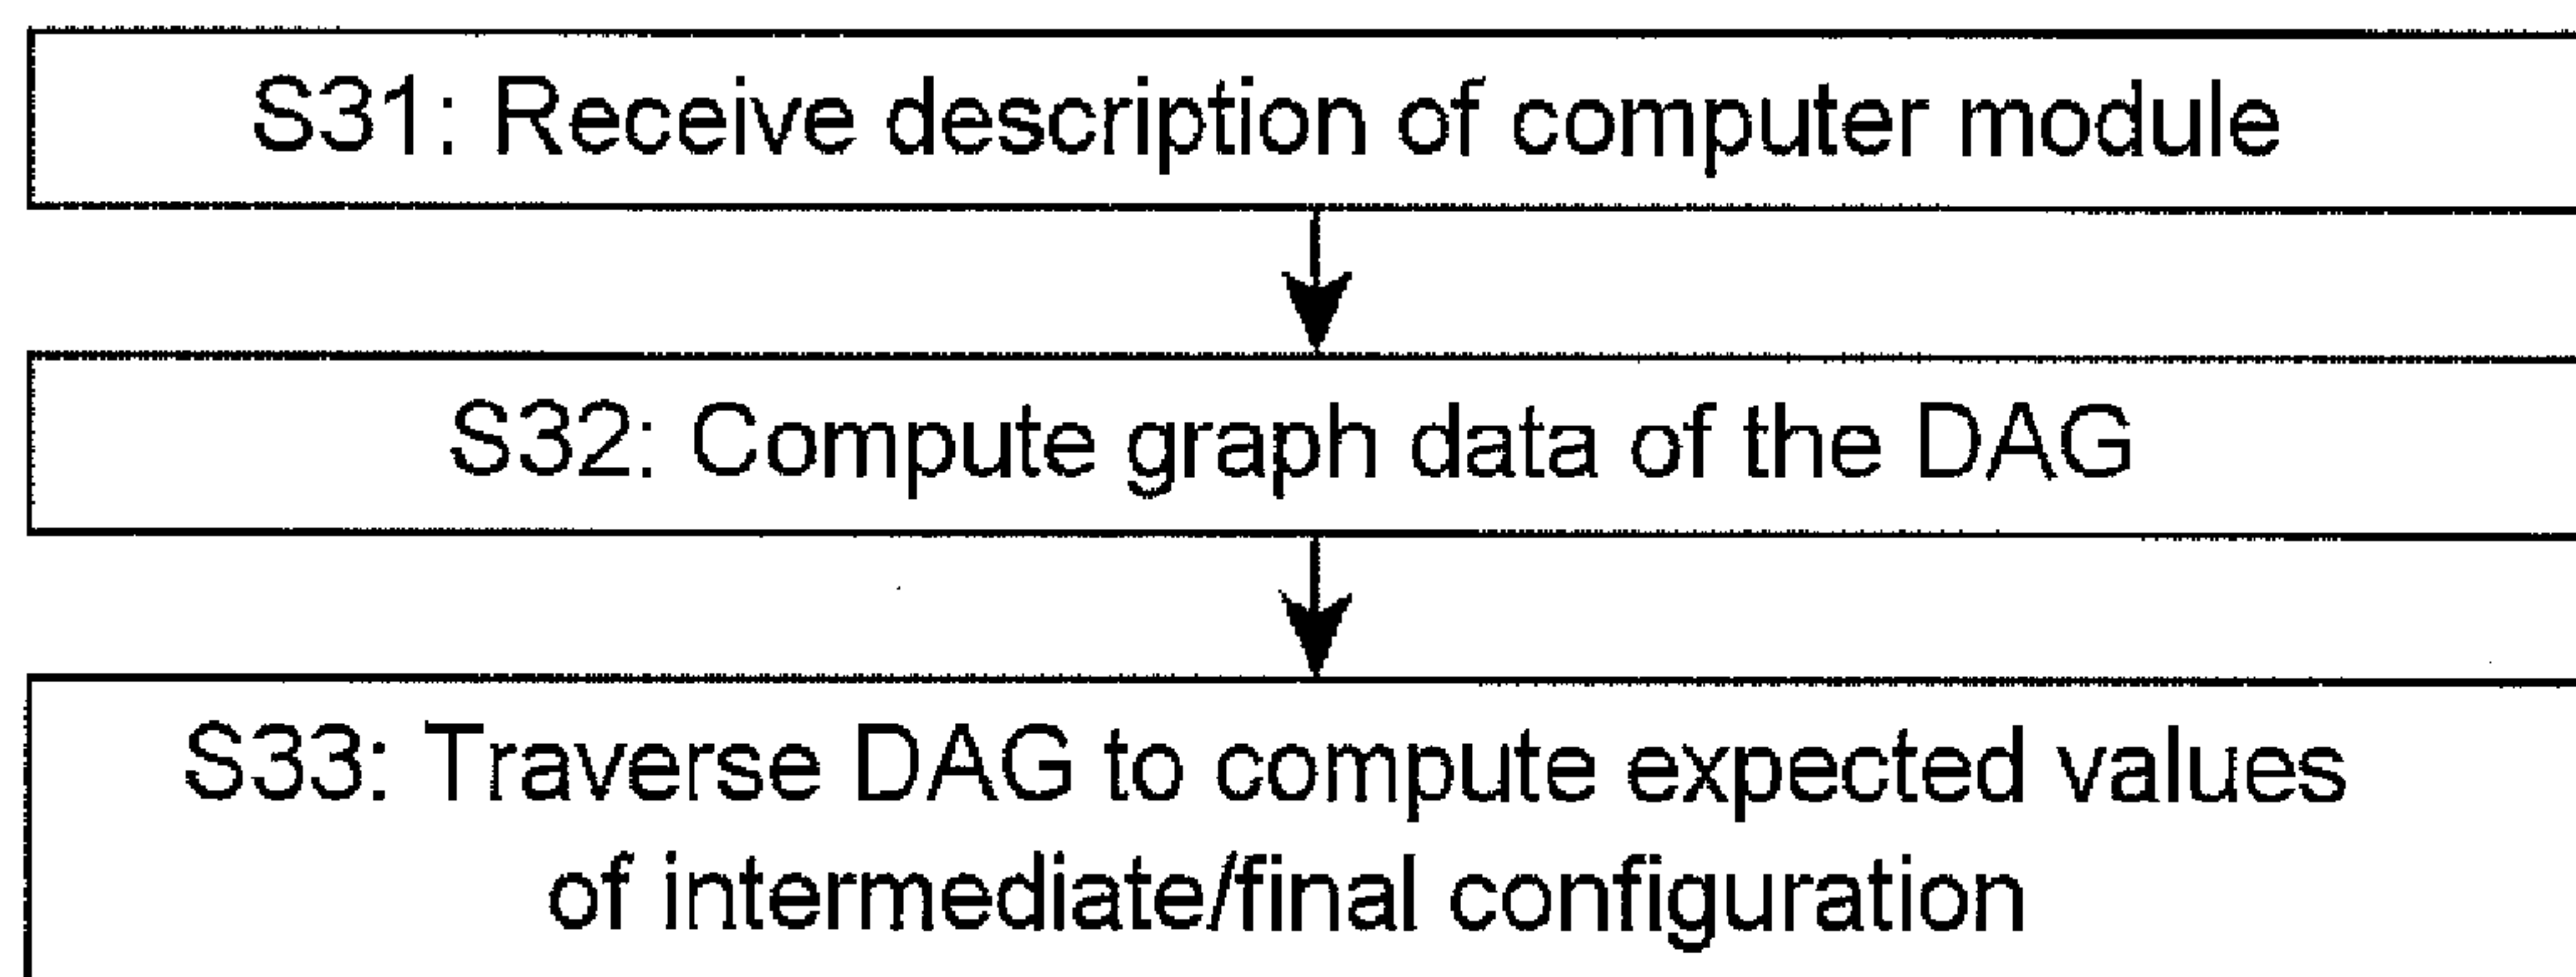 S31: Receive description of computer module
S32: Compute graph data of the DAG
S33: Traverse DAG to compute expected values
of intermediate/final configuration